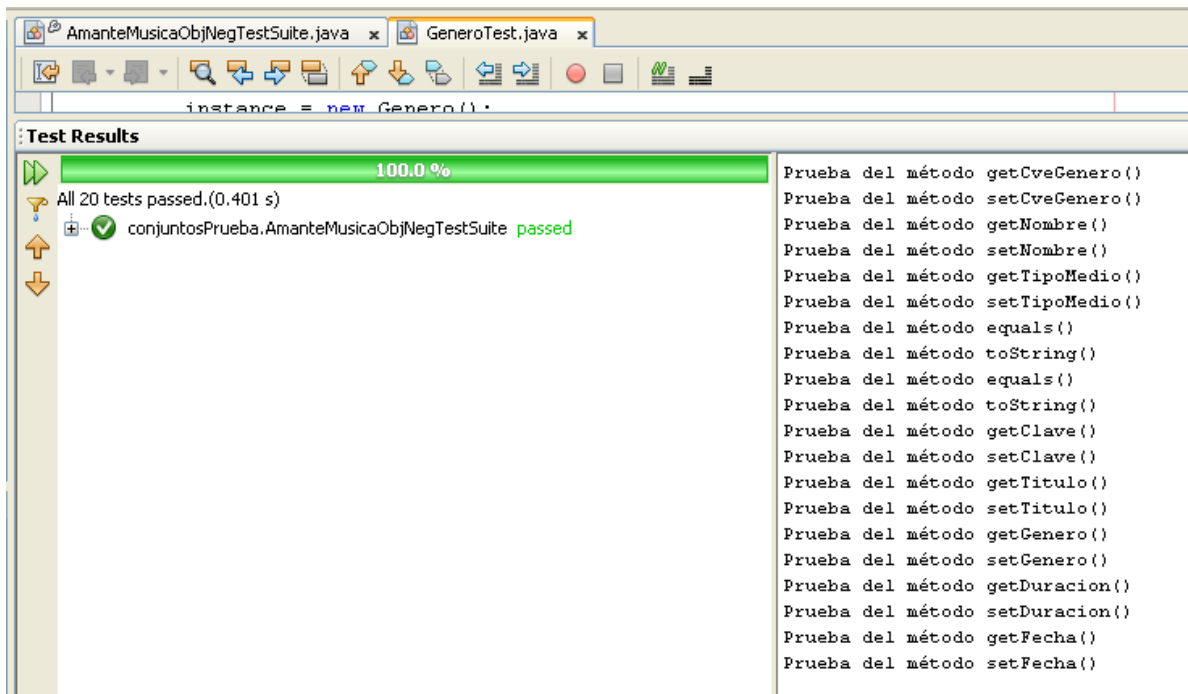 AmanteMusicaObjNegTestSuite.java x GeneroTest.java x
instance = new Genero();
Test Results
100.0 %
All 20 tests passed.(0.401 s)
conjuntosPrueba.AmanteMusicaObjNegTestSuite passed
Prueba del método getCveGenero()
Prueba del método setCveGenero()
Prueba del método getNombre()
Prueba del método setNombre()
Prueba del método getTipoMedio()
Prueba del método setTipoMedio()
Prueba del método equals()
Prueba del método toString()
Prueba del método equals()
Prueba del método toString()
Prueba del método getClave()
Prueba del método setClave()
Prueba del método getTitulo()
Prueba del método setTitulo()
Prueba del método getGenero()
Prueba del método setGenero()
Prueba del método getDuracion()
Prueba del método setDuracion()
Prueba del método getFecha()
Prueba del método setFecha()